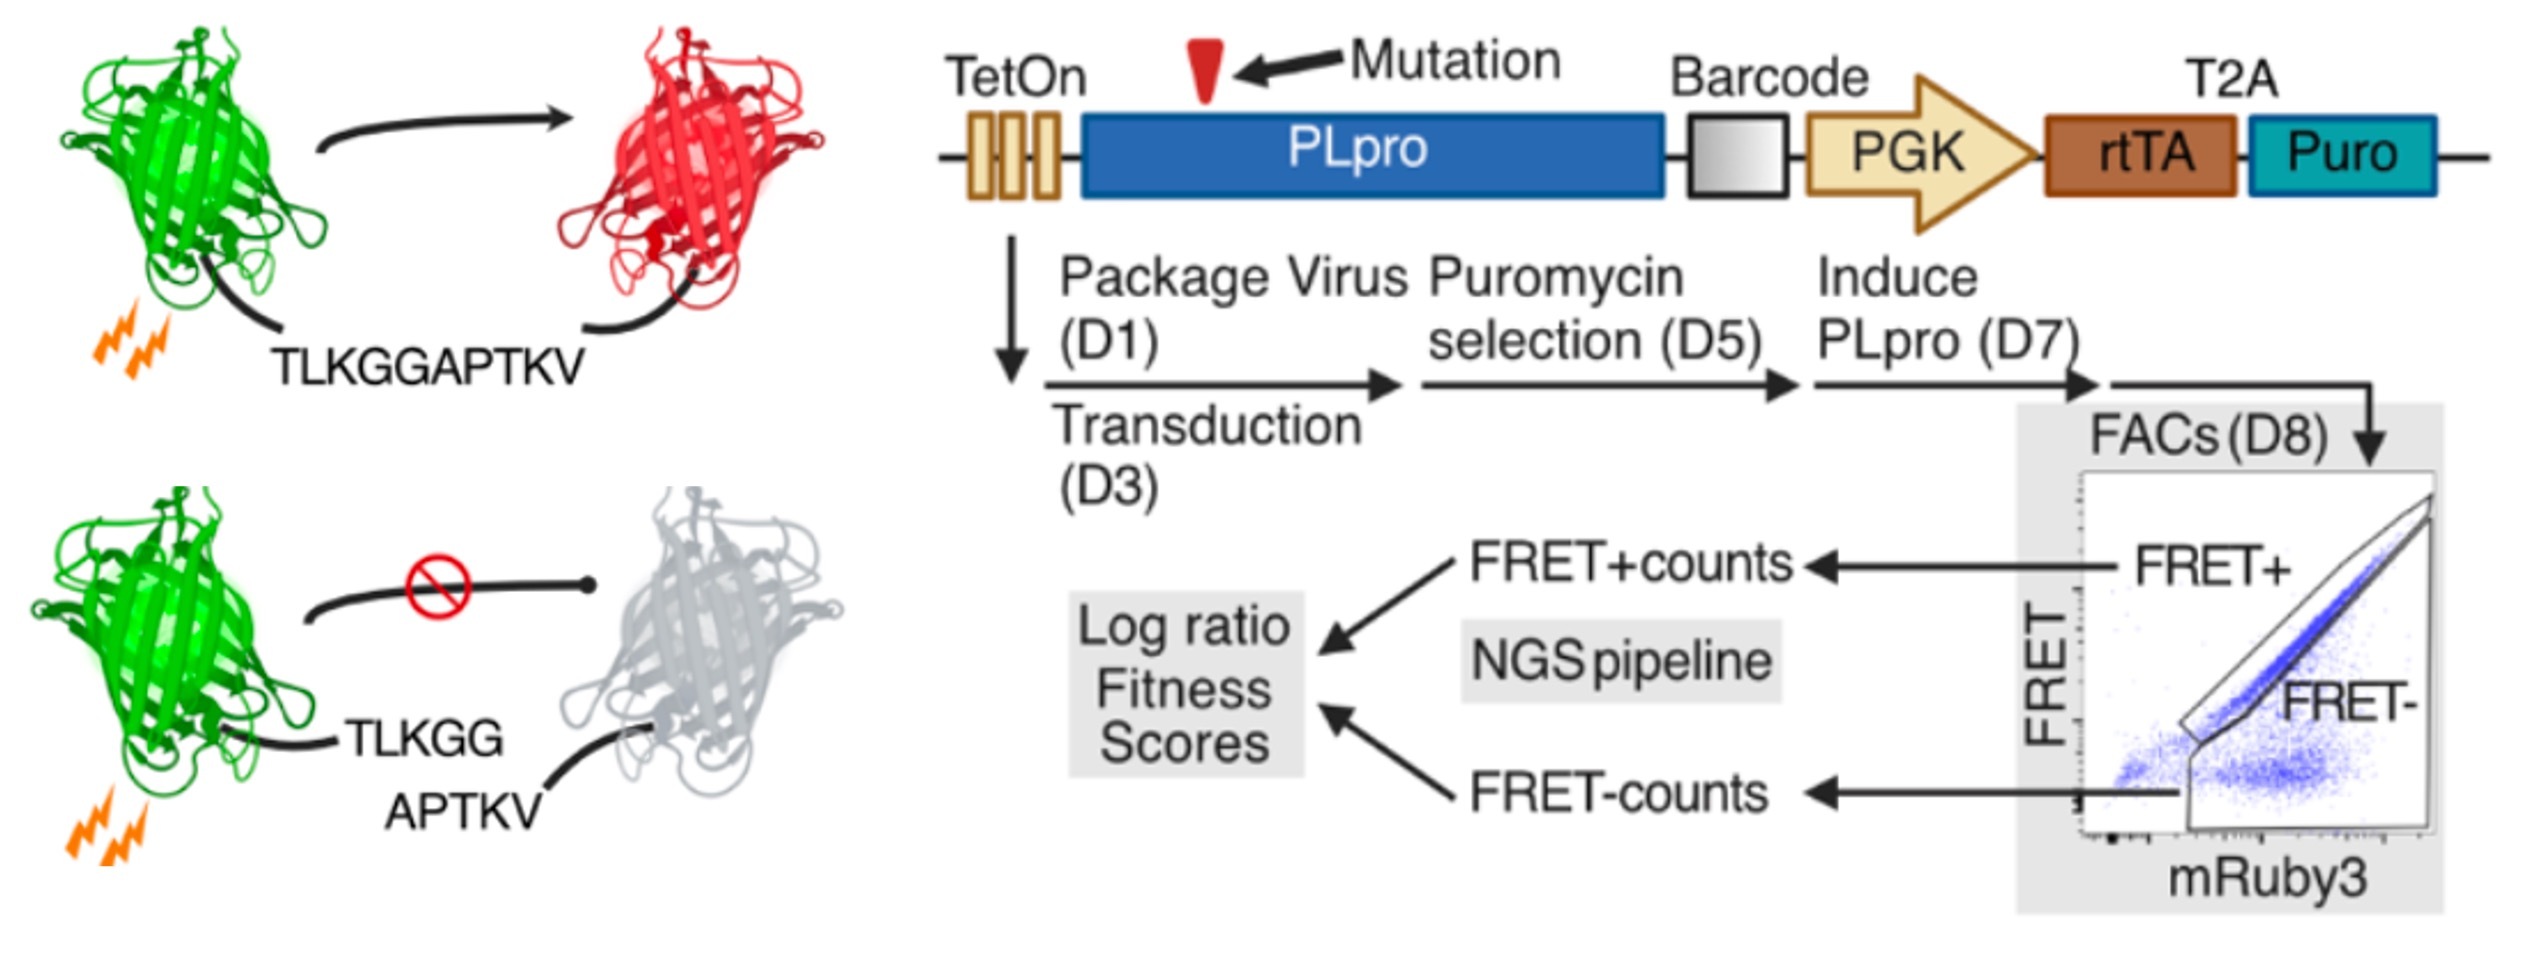 TLKGGAPTKV
TLKGG
APTKV
TetOn
Mutation
Barcode
T2A
PLpro
PGK
rtTA
Puro
Package Virus
(D1)
Transduction
(D3)
Puromycin
selection (D5)
Induce
PLpro (D7)
FACs (D8)
FRET+
FRET-
FRET
mRuby3
FRET+counts
NGS pipeline
FRET-counts
Log ratio
Fitness
Scores